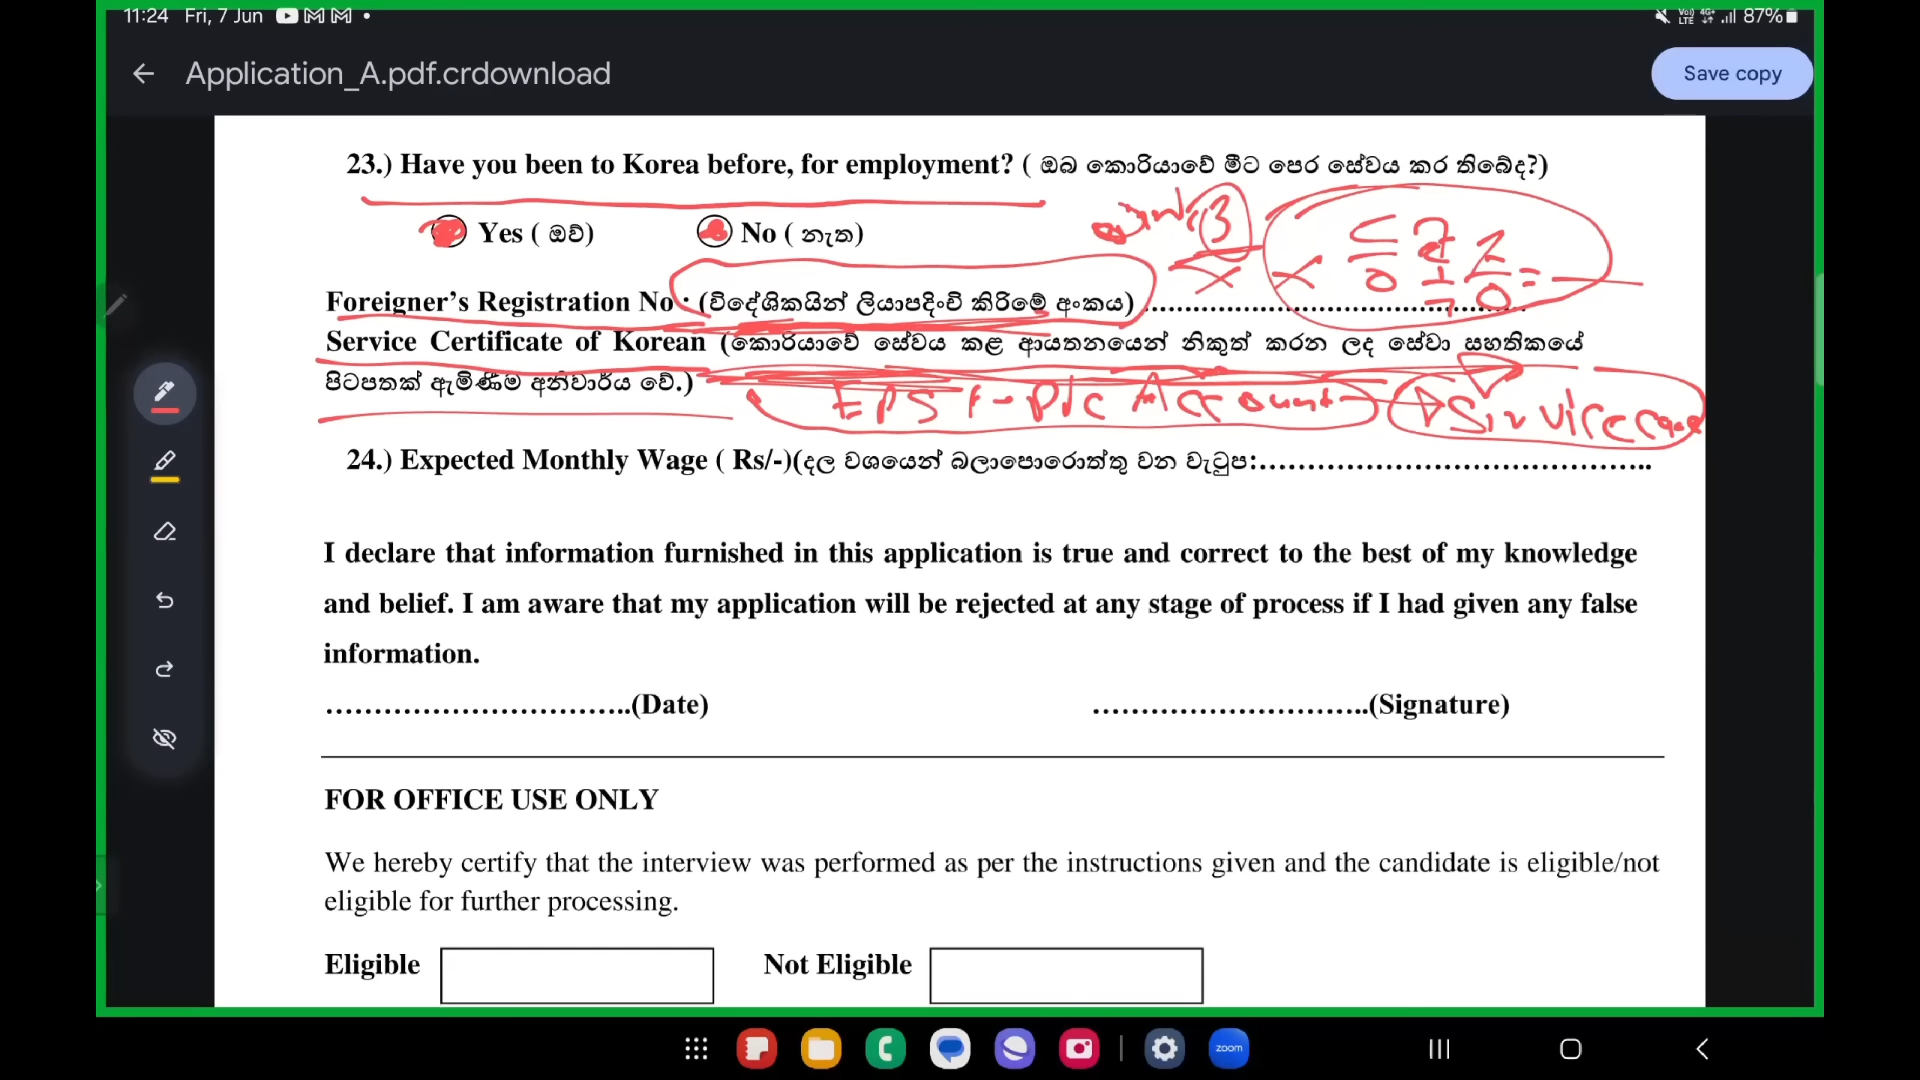 11:24 Fri, 7 Jun
87%
Application_A.pdf.crdownload
Save copy
23.) Have you been to Korea before, for employment? ( ඔබ කොරියාවේ මීට පෙර සේවය කර තිබේද?)
Yes ( ඔව්) No ( නැත)
Foreigner's Registration No : (විදේශිකයින් ලියාපදිංචි කිරිමේ අංකය) ............................................
Service Certificate of Korean (කොරියාවේ සේවය කළ ආයතනයෙන් නිකුත් කරන ලද සේවා සහතිකයේ
පිටපතක් ඇමිණීම අනිවාර්ය වේ.)
EPS Account
24.) Expected Monthly Wage ( Rs/-)(දල වශයෙන් බලාපොරොත්තු වන වැටුප:..........................................
I declare that information furnished in this application is true and correct to the best of my knowledge
and belief. I am aware that my application will be rejected at any stage of process if I had given any false
information.
.................................(Date) ..............................(Signature)
FOR OFFICE USE ONLY
We hereby certify that the interview was performed as per the instructions given and the candidate is eligible/not
eligible for further processing.
Eligible Not Eligible
zoom